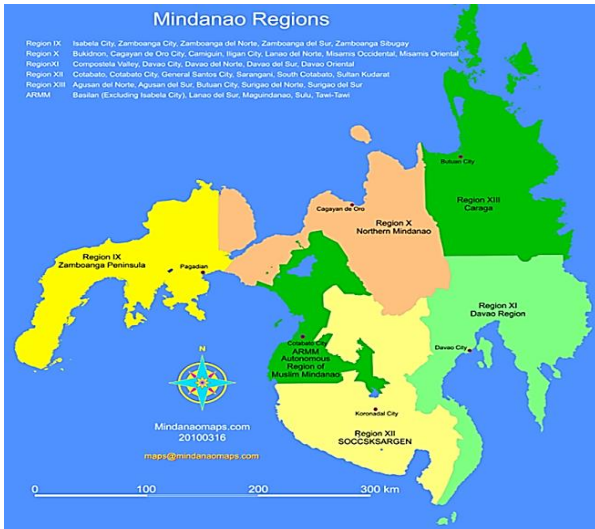 Mindanao Regions
Region IX Isabela City, Zamboanga City, Zamboanga del Norte, Zamboanga del Sur, Zamboanga Sibugay
Region X Bukidnon, Cagayan de Oro City, Camiguin, Iligan City, Lanao del Norte, Misamis Occidental, Misamis Oriental
RegionXI Compostela Valley, Davao City, Davao del Norte, Davao del Sur, Davao Oriental
Region XII Cotabato, Cotabato City, General Santos City, Sarangani, South Cotabato, Sultan Kudarat
Region XIII Agusan del Norte, Agusan del Sur, Butuan City, Surigao del Norte, Surigao del Sur
ARMM Basilan (Excluding Isabela City), Lanao del Sur, Maguindanao, Sulu, Tawi-Tawi
Butuan City
Region XIII
Caraga
Cagayan de Oro
Region X
Northern Mindanao
Region IX
Zamboanga Peninsula
Pagadian
Region XI
Davao Region
Cotabato City
ARMM
Autonomous
Region of
Muslim Mindanao
Davao City
N
Koronadal City
Region XII
SOCCSKSARGEN
Mindanaomaps.com
20100316
maps@mindanaomaps.com
0 100 200 300 km